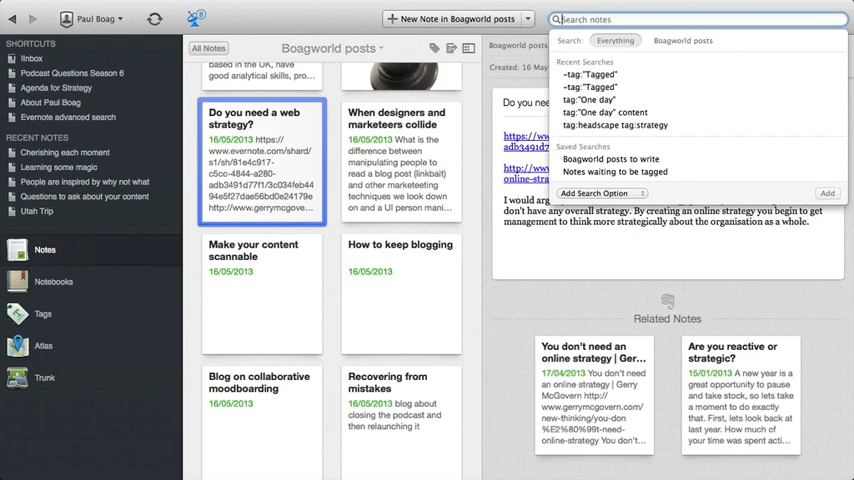 Paul Boag
New Note in Boagworld posts
Search notes
SHORTCUTS
!Inbox
Podcast Questions Season 6
Agenda for Strategy
About Paul Boag
Evernote advanced search
RECENT NOTES
Cherishing each moment
Learning some magic
People are inspired by why not what
Questions to ask about your content
Utah Trip
Notes
Notebooks
Tags
Atlas
Trunk
All Notes
Boagworld posts
based in the UK, have
good analytical skills, pro...
Do you need a web
strategy?
16/05/2013 https://
www.evernote.com/shard
/s1/sh/81e4c917-
c5cc-4844-a280-
adb3491d77f1/3c034feb44
94e5f27dae56bd0e24179e
http://www.gerrymcgove...
When designers and
marketeers collide
16/05/2013 What is the
difference between
manipulating people to
read a blog post (linkbait)
and other marketeeting
techniques we look
down on and a UI person mani...
Make your content
scannable
16/05/2013
How to keep blogging
16/05/2013
Blog on collaborative
moodboarding
16/05/2013
Recovering from
mistakes
16/05/2013 blog about
closing the podcast and
then relaunching it
Boagworld posts
Created: 16 May
Search:
Everything
Boagworld posts
Recent Searches
-tag:"Tagged"
-tag:"Tagged"
tag:"One day"
tag:"One day" content
tag:headscape tag:strategy
Saved Searches
Boagworld posts to write
Notes waiting to be tagged
Add Search Option
Add
Do you need
https://ww
adb3491d7
http://www
online-strat
I would arg
don't have any overall strategy. By creating an online strategy you begin to get
management to think more strategically about the organisation as a whole.
Related Notes
You don't need an
online strategy | Ger...
17/04/2013 You don't
need an online strategy
| Gerry McGovern http://
www.gerrymcgovern.com/
new-thinking/you-don
%E2%80%99t-need-
online-strategy You don't...
Are you reactive or
strategic?
15/01/2013 A new year is a
great opportunity to pause
and take stock, so lets take
a moment to do exactly
that. First, lets look back at
last year. How much of
your time was spent acti...